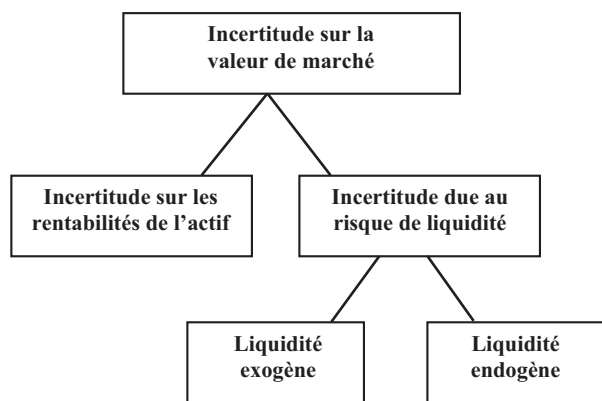 Incertitude sur la
valeur de marché
Incertitude sur les
rentabilités de l'actif
Incertitude due au
risque de liquidité
Liquidité
exogène
Liquidité
endogène